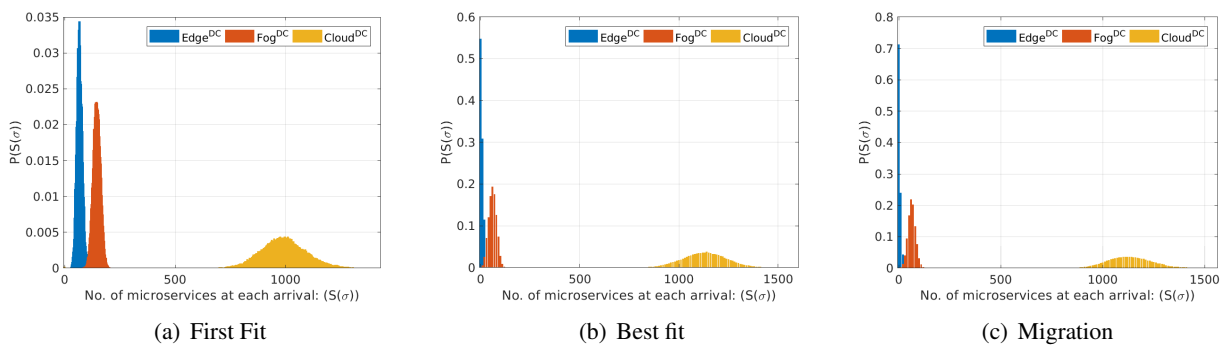 0.035
0.03
0.025
0.02
0.015
0.01
0.005
0
P(S(σ))
Edge^DC Fog^DC Cloud^DC
0 500 1000
No. of microservices at each arrival: (S(σ))
(a) First Fit
0.6
0.5
0.4
0.3
0.2
0.1
0
P(S(σ))
Edge^DC Fog^DC Cloud^DC
0 500 1000 1500
No. of microservices at each arrival: (S(σ))
(b) Best fit
0.8
0.7
0.6
0.5
0.4
0.3
0.2
0.1
0
P(S(σ))
Edge^DC Fog^DC Cloud^DC
0 500 1000 1500
No. of microservices at each arrival: (S(σ))
(c) Migration